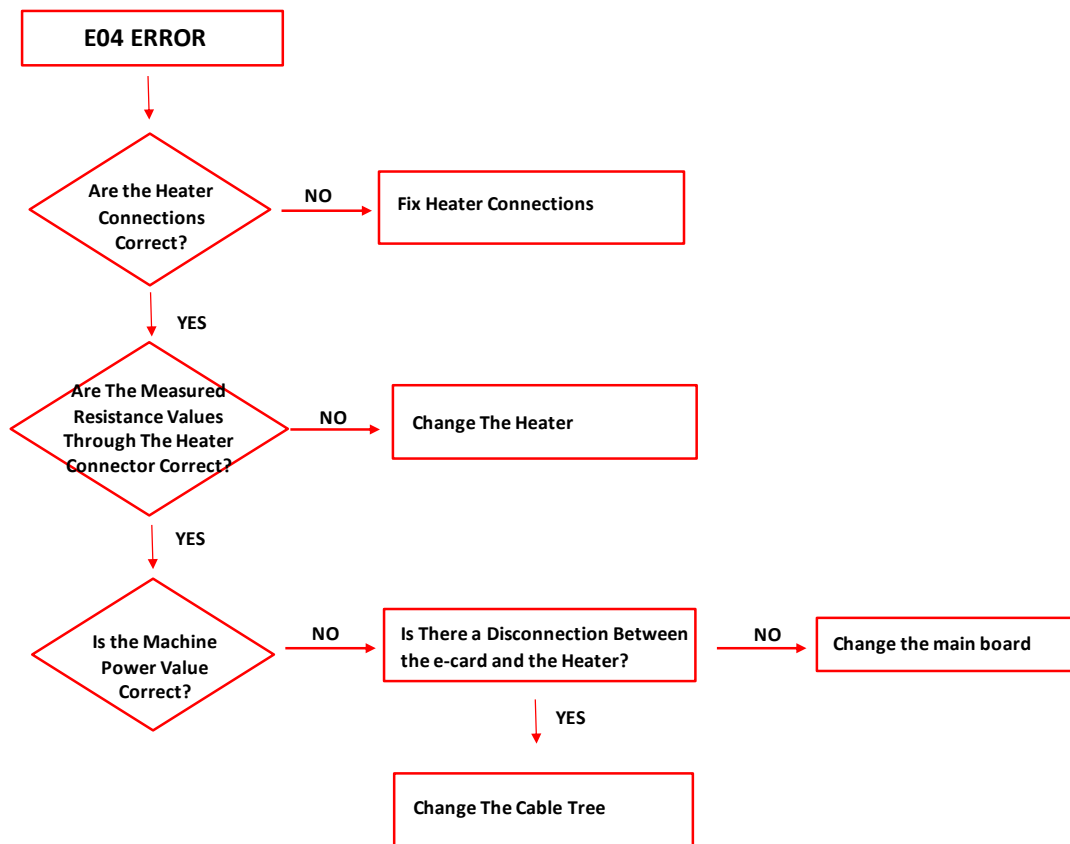 E04 ERROR
Are the Heater
Connections
Correct?
NO
Fix Heater Connections
YES
Are The Measured
Resistance Values
Through The Heater
Connector Correct?
NO
Change The Heater
YES
Is the Machine
Power Value
Correct?
NO
Is There a Disconnection Between
the e-card and the Heater?
NO
Change the main board
YES
Change The Cable Tree